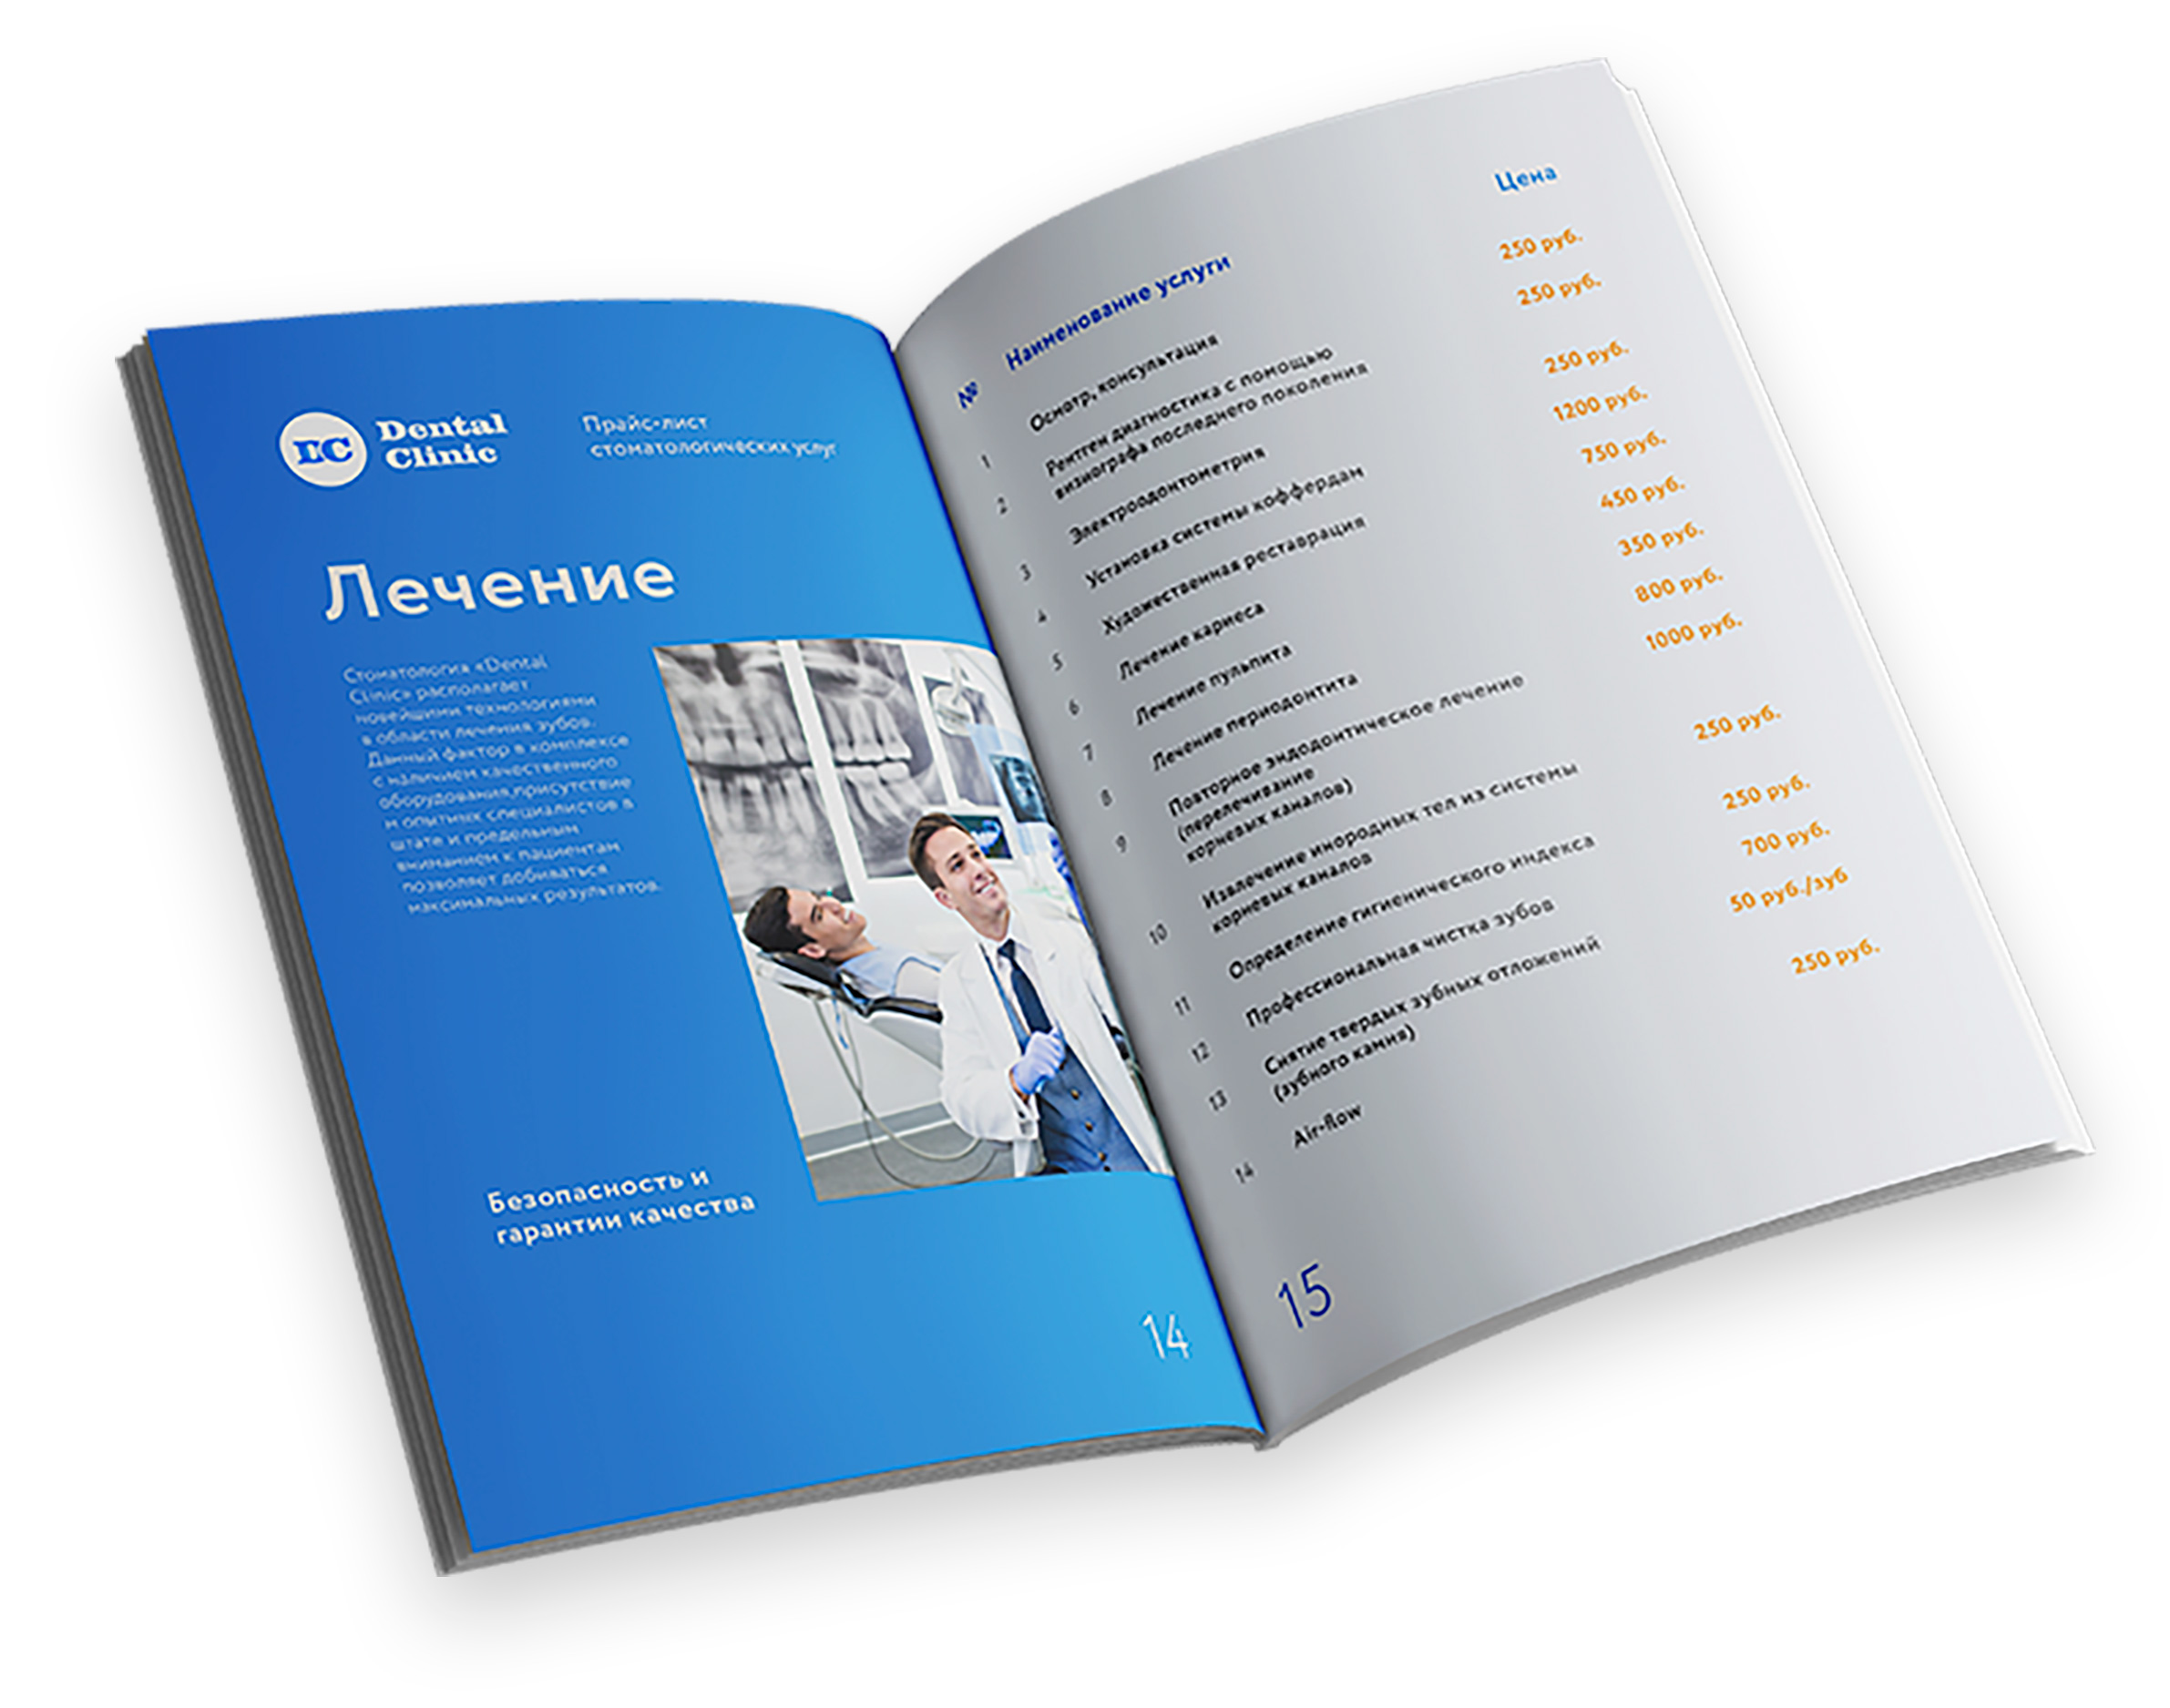 DC
Dental
Clinic
Прайс-лист
стоматологических услуг
Лечение
Стоматология «Dental
Clinic» располагает
новейшими технологиями
в области лечения зубов.
Данный фактор в комплексе
с наличием качественного
оборудования,присутствие
м опытных специалистов в
штате и предельным
вниманием к пациентам
позволяет добиваться
максимальных результатов.
Безопасность и
гарантии качества
14
№ Наименование услуги Цена
1 Осмотр, консультация 250 руб.
2 Рентген диагностика с помощью 250 руб.
визиографа последнего поколения
3 Электроодонтометрия 250 руб.
4 Установка системы коффердам 1200 руб.
5 Художественная реставрация 750 руб.
6 Лечение кариеса 450 руб.
7 Лечение пульпита 350 руб.
8 Лечение периодонтита 800 руб.
9 Повторное эндодонтическое лечение 1000 руб.
(перелечивание
корневых каналов)
10 Извлечение инородных тел из системы 250 руб.
корневых каналов
11 Определение гигиенического индекса 250 руб.
12 Профессиональная чистка зубов 700 руб.
13 Снятие твердых зубных отложений 50 руб./зуб
(зубного камня)
14 Air-flow 250 руб.
15